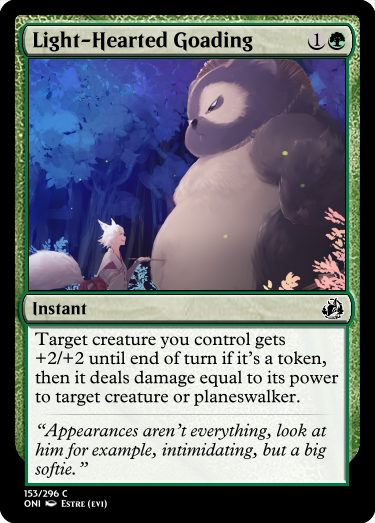 Light-Hearted Goading 1
Instant
Target creature you control gets
+2/+2 until end of turn if it's a token,
then it deals damage equal to its power
to target creature or planeswalker.
“Appearances aren't everything, look at
him for example, intimidating, but a big
softie.”
153/296 C
ONI Estre (evi)